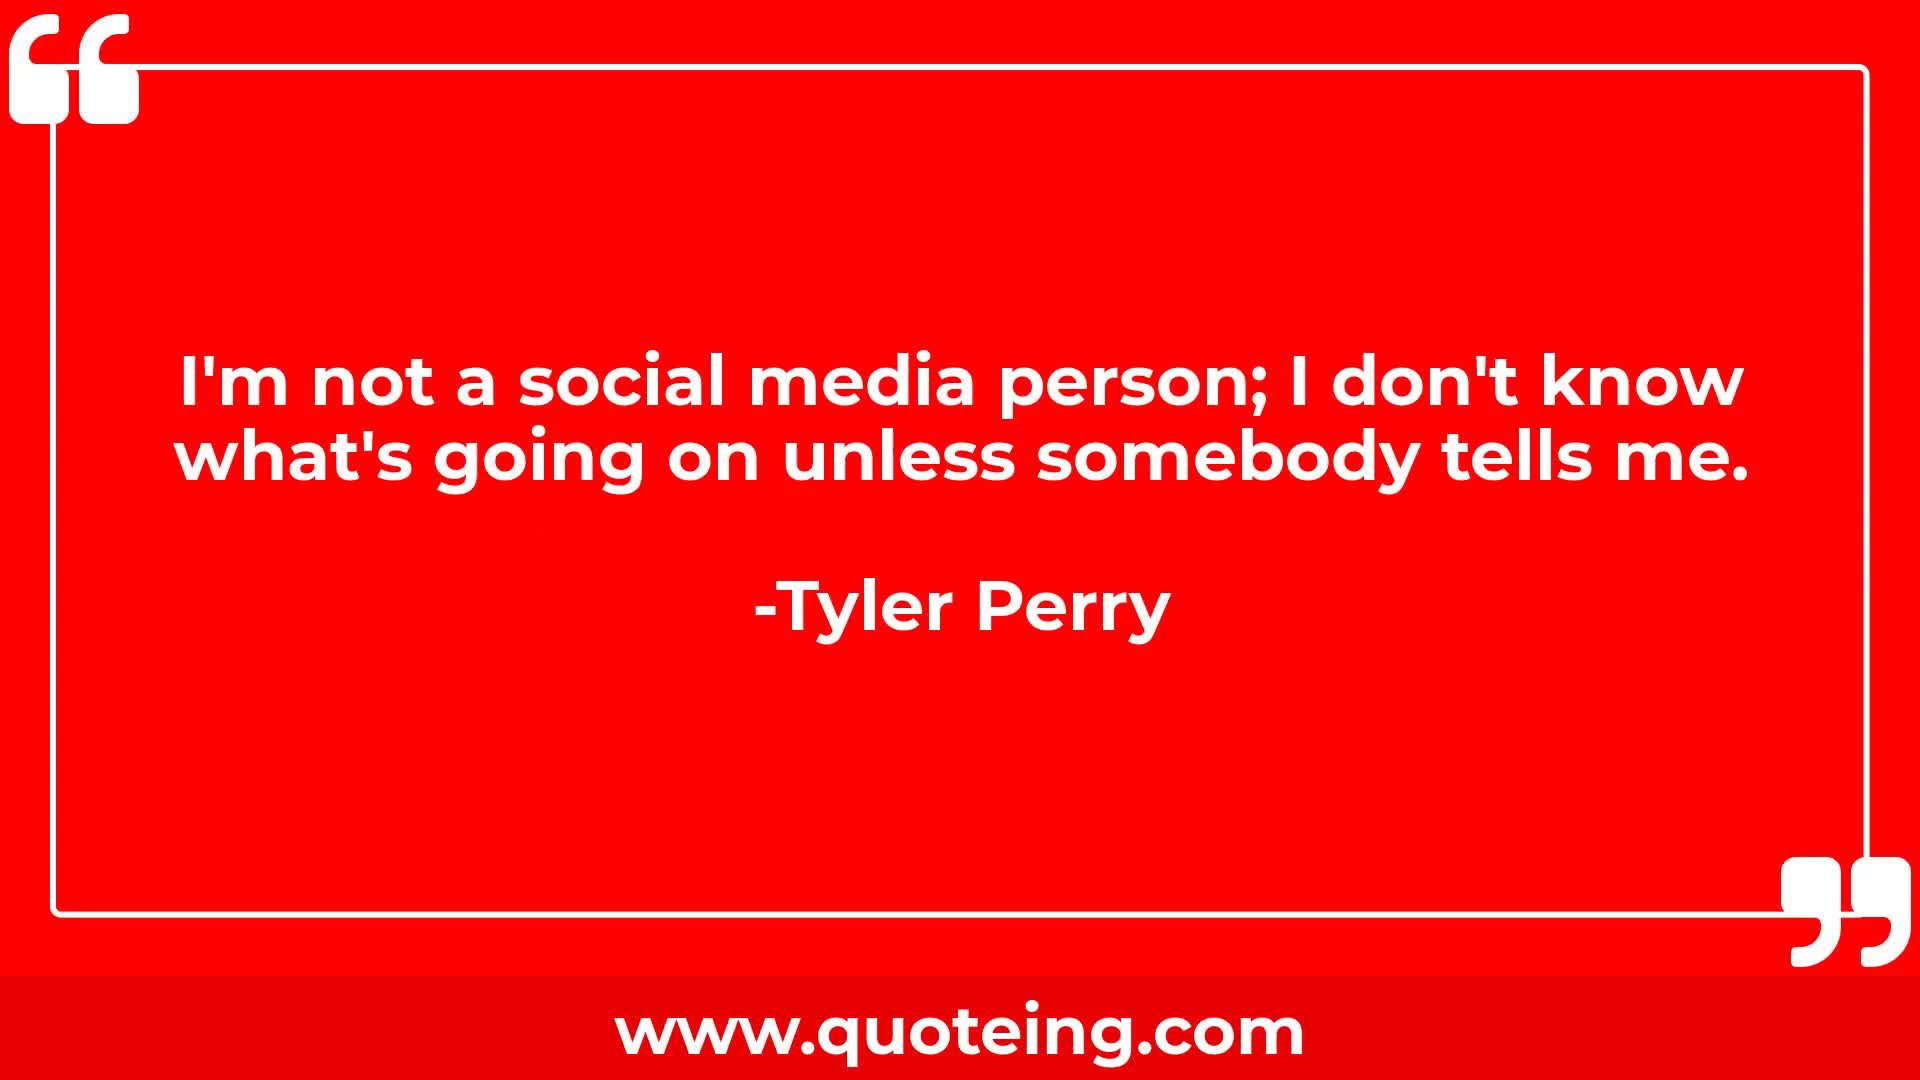 I'm not a social media person; I don't know
what's going on unless somebody tells me.
-Tyler Perry
www.quoteing.com